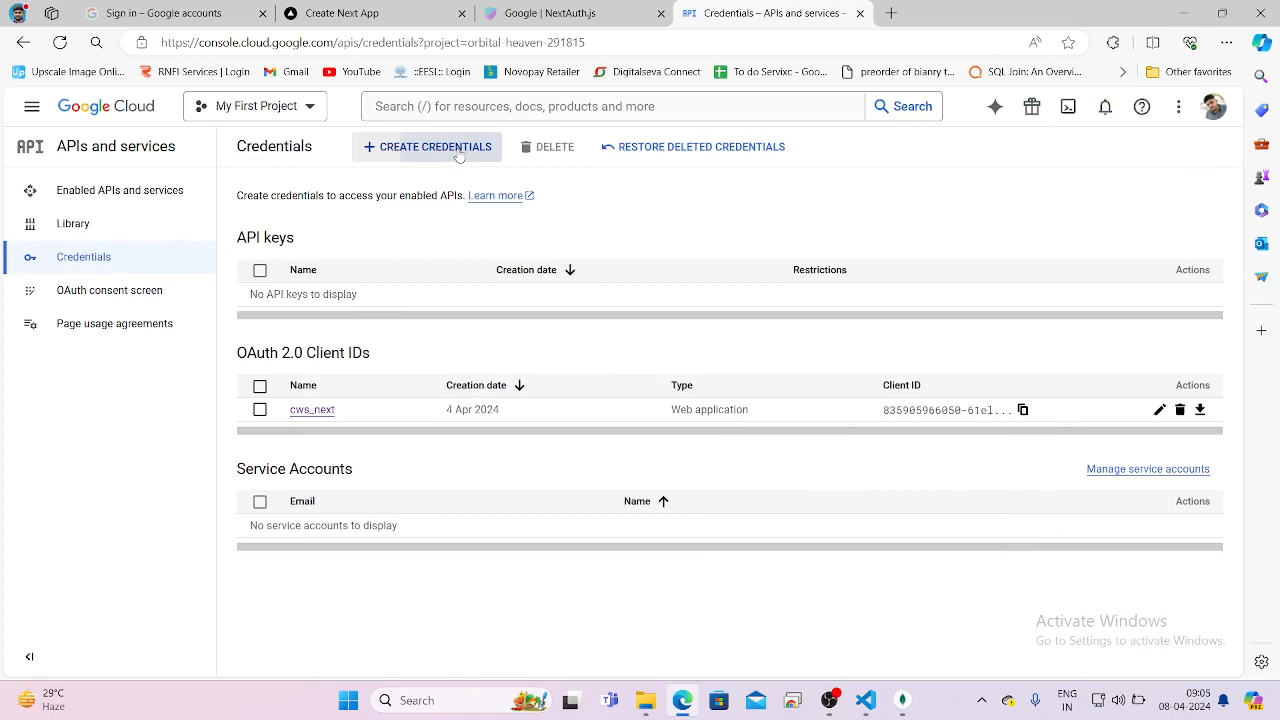 Sign in - Google Accounts
Create Next App
Google | NextAuth.js
API Credentials – APIs and services –
https://console.cloud.google.com/apis/credentials?project=orbital-heaven-291815
Upscale Image Onli...
RNFI Services | Login
Gmail
YouTube
::EESL:: Login
Novopay Retailer
Digitalseva Connect
To do Servizc - Goo...
preorder of binary t...
SQL Joins on Overvi...
Other favorites
Google Cloud
My First Project
Search (/) for resources, docs, products and more
Search
API APIs and services
Credentials
+ CREATE CREDENTIALS
DELETE
RESTORE DELETED CREDENTIALS
Enabled APIs and services
Library
Credentials
OAuth consent screen
Page usage agreements
Create credentials to access your enabled APIs. Learn more
API keys
Name Creation date Restrictions Actions
No API keys to display
OAuth 2.0 Client IDs
Name Creation date Type Client ID Actions
cws_next 4 Apr 2024 Web application 835905966050-61el...
Service Accounts
Manage service accounts
Email Name Actions
No service accounts to display
Activate Windows
Go to Settings to activate Windows.
29°C
Haze
Search
ENG
IN
09:05
08-04-2024